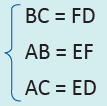 BC = FD
AB = EF
AC = ED